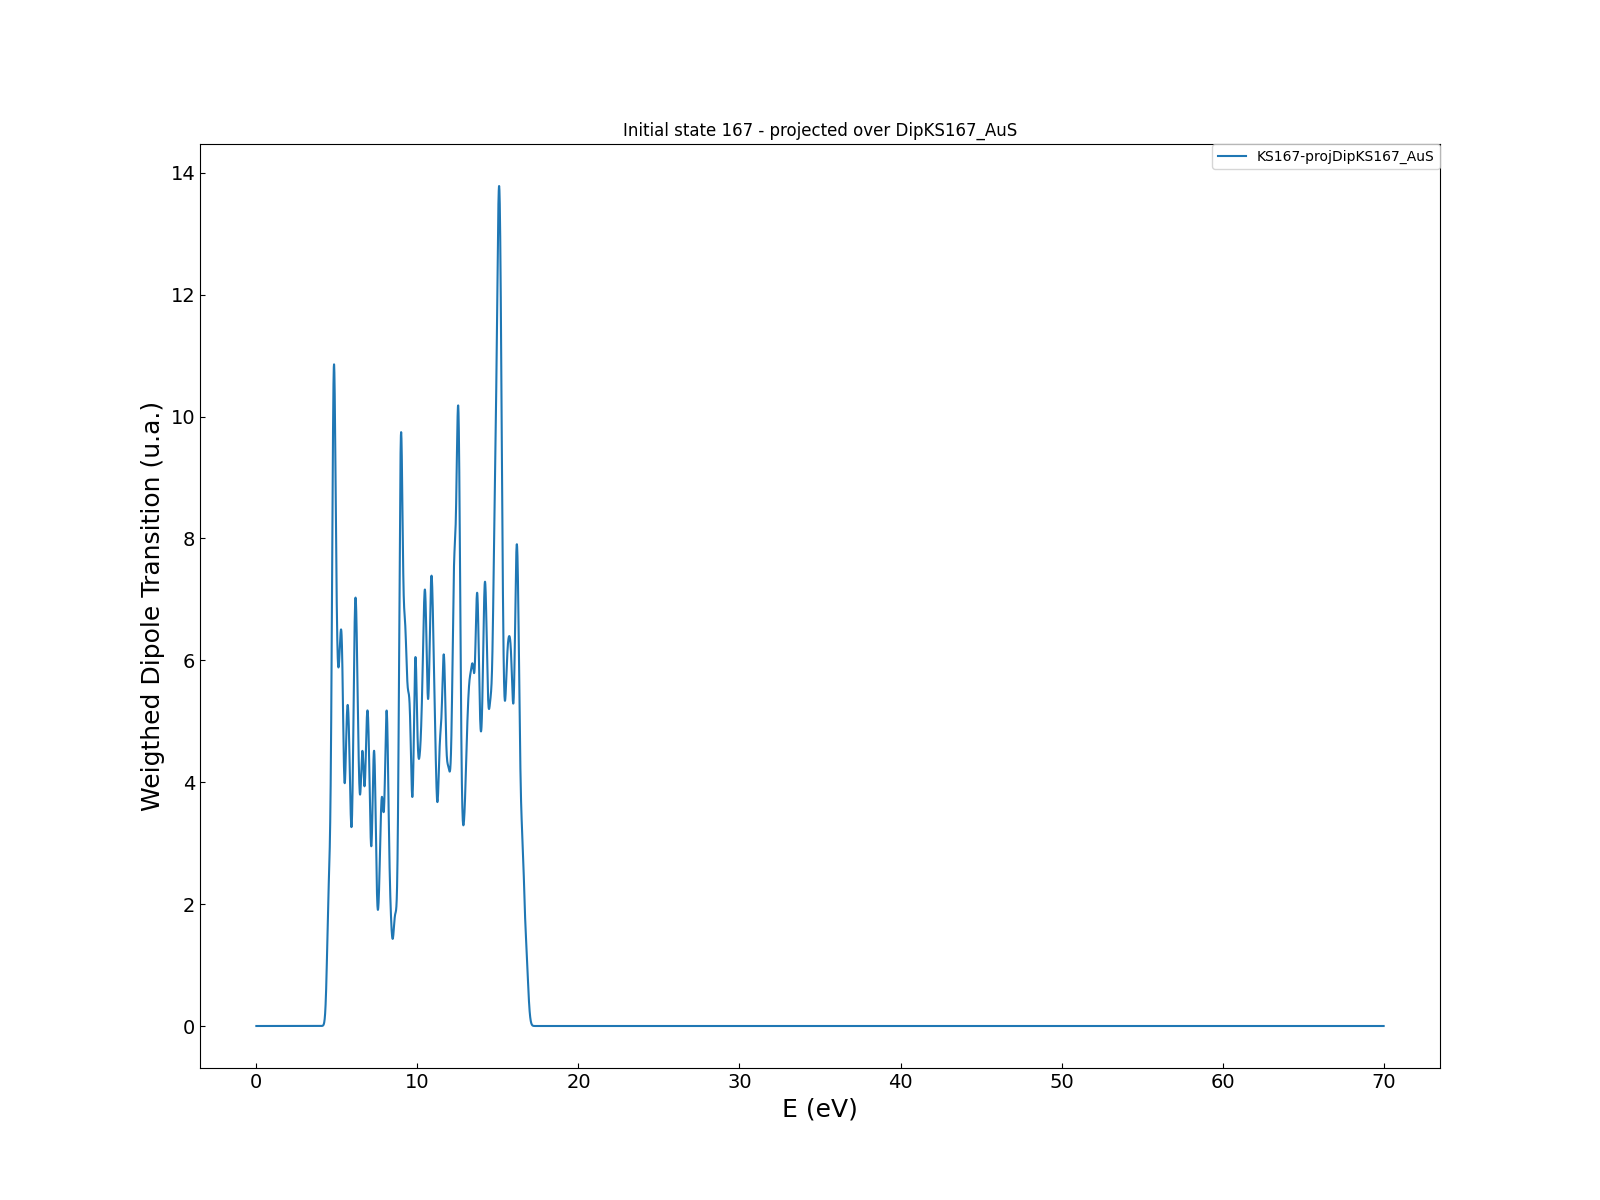 Initial state 167 - projected over DipKS167_AuS
KS167-projDipKS167_AuS
Weigthed Dipole Transition (u.a.)
14
12
10
8
6
4
2
0
0 10 20 30 40 50 60 70
E (eV)